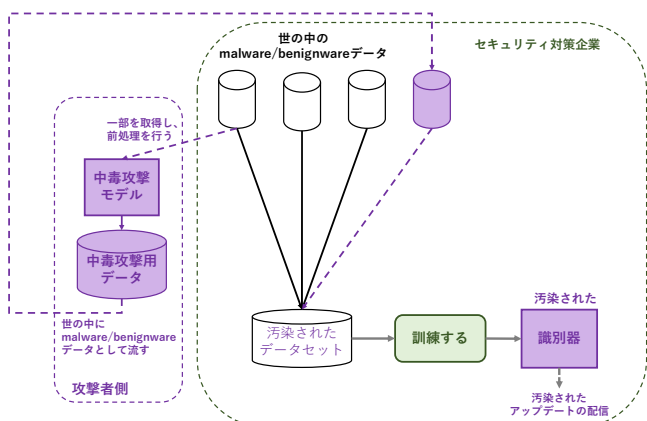 世の中の
malware/benignwareデータ
セキュリティ対策企業
一部を取得し、
前処理を行う
中毒攻撃
モデル
中毒攻撃用
データ
世の中に
malware/benignware
データとして流す
攻撃者側
汚染された
データセット
訓練する
汚染された
識別器
汚染された
アップデートの配信